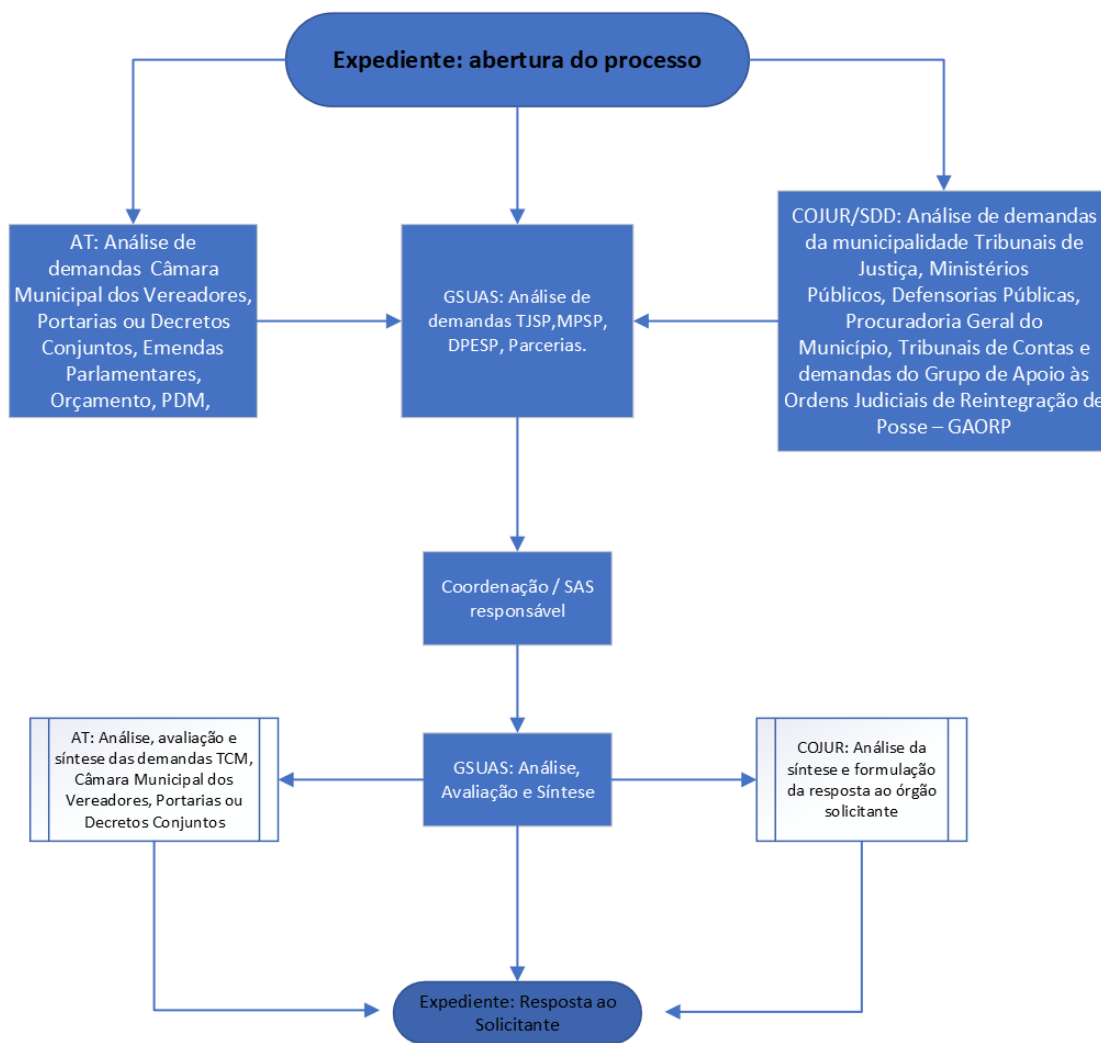 Expediente: abertura do processo
AT: Análise de
demandas Câmara
Municipal dos Vereadores,
Portarias ou Decretos
Conjuntos, Emendas
Parlamentares,
Orçamento, PDM,
GSUAS: Análise de
demandas TJSP,MPSP,
DPESP, Parcerias.
COJUR/SDD: Análise de demandas
da municipalidade Tribunais de
Justiça, Ministérios
Públicos, Defensorias Públicas,
Procuradoria Geral do
Município, Tribunais de Contas e
demandas do Grupo de Apoio às
Ordens Judiciais de Reintegração de
Posse – GAORP
Coordenação / SAS
responsável
AT: Análise, avaliação e
síntese das demandas TCM,
Câmara Municipal dos
Vereadores, Portarias ou
Decretos Conjuntos
GSUAS: Análise,
Avaliação e Síntese
COJUR: Análise da
síntese e formulação
da resposta ao órgão
solicitante
Expediente: Resposta ao
Solicitante